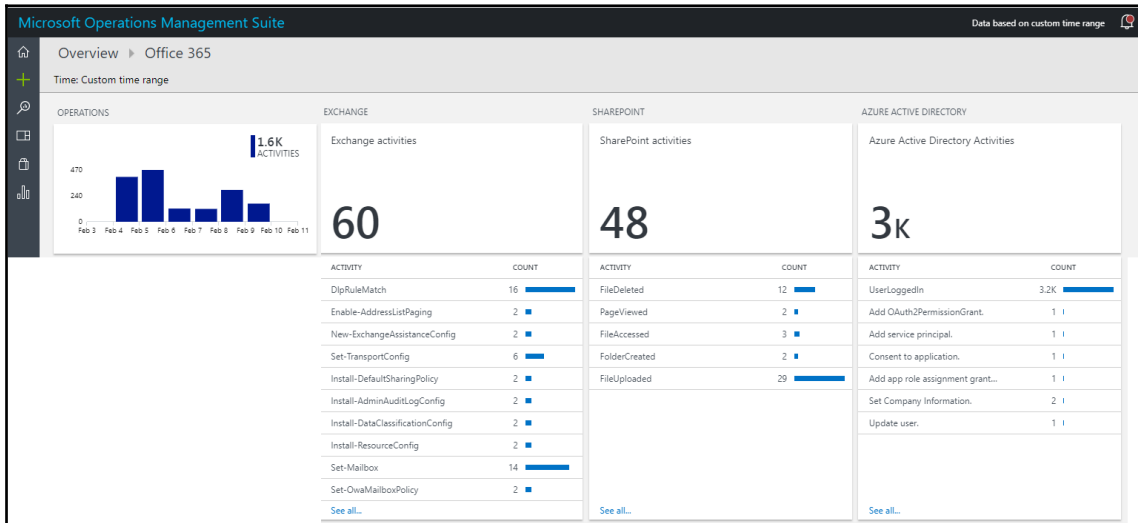 Microsoft Operations Management Suite
Data based on custom time range
Overview Office 365
Time: Custom time range
OPERATIONS
1.6K
ACTIVITIES
470
240
0
Feb 3 Feb 4 Feb 5 Feb 6 Feb 7 Feb 8 Feb 9 Feb 10 Feb 11
EXCHANGE
Exchange activities
60
ACTIVITY COUNT
DlpRuleMatch 16
Enable-AddressListPaging 2
New-ExchangeAssistanceConfig 2
Set-TransportConfig 6
Install-DefaultSharingPolicy 2
Install-AdminAuditLogConfig 2
Install-DataClassificationConfig 2
Install-ResourceConfig 2
Set-Mailbox 14
Set-OwaMailboxPolicy 2
See all...
SHAREPOINT
SharePoint activities
48
ACTIVITY COUNT
FileDeleted 12
PageViewed 2
FileAccessed 3
FolderCreated 2
FileUploaded 29
See all...
AZURE ACTIVE DIRECTORY
Azure Active Directory Activities
3K
ACTIVITY COUNT
UserLoggedIn 3.2K
Add OAuth2PermissionGrant. 1
Add service principal. 1
Consent to application. 1
Add app role assignment grant... 1
Set Company Information. 2
Update user. 1
See all...